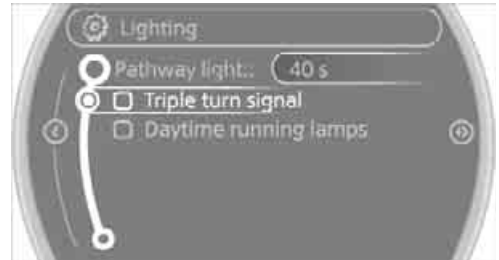 Lighting
Pathway light.: 40 s
Triple turn signal
Daytime running lamps